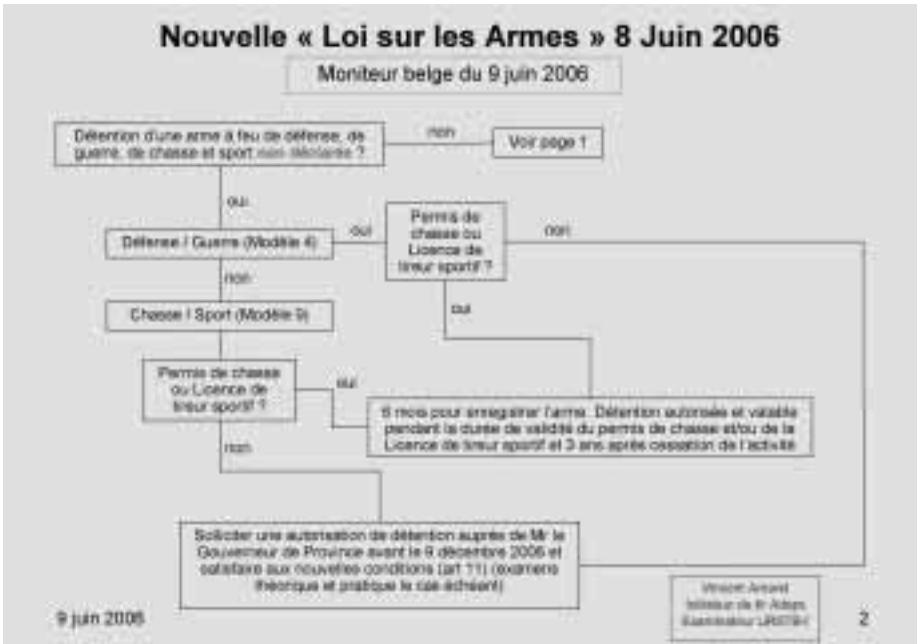 Nouvelle « Loi sur les Armes » 8 Juin 2006
Moniteur belge du 9 juin 2006
Détention d'une arme à feu de défense, de
guerre, de chasse et sport non déclarée ?
non
Voir page 1
oui
Défense / Guerre (Modèle 4)
oui
Permis de
chasse ou
Licence de
tireur sportif ?
non
non
Chasse / Sport (Modèle 9)
oui
Permis de chasse
ou Licence de
tireur sportif ?
oui
6 mois pour enregistrer l'arme. Détention autorisée et valable
pendant la durée de validité du permis de chasse et/ou de la
Licence de tireur sportif et 3 ans après cessation de l'activité
non
Solliciter une autorisation de détention auprès de Mr le
Gouverneur de Province avant le 9 décembre 2006 et
satisfaire aux nouvelles conditions (art 11) (examens
théorique et pratique le cas échéant)
9 juin 2006
Vincent
Examinateur
2